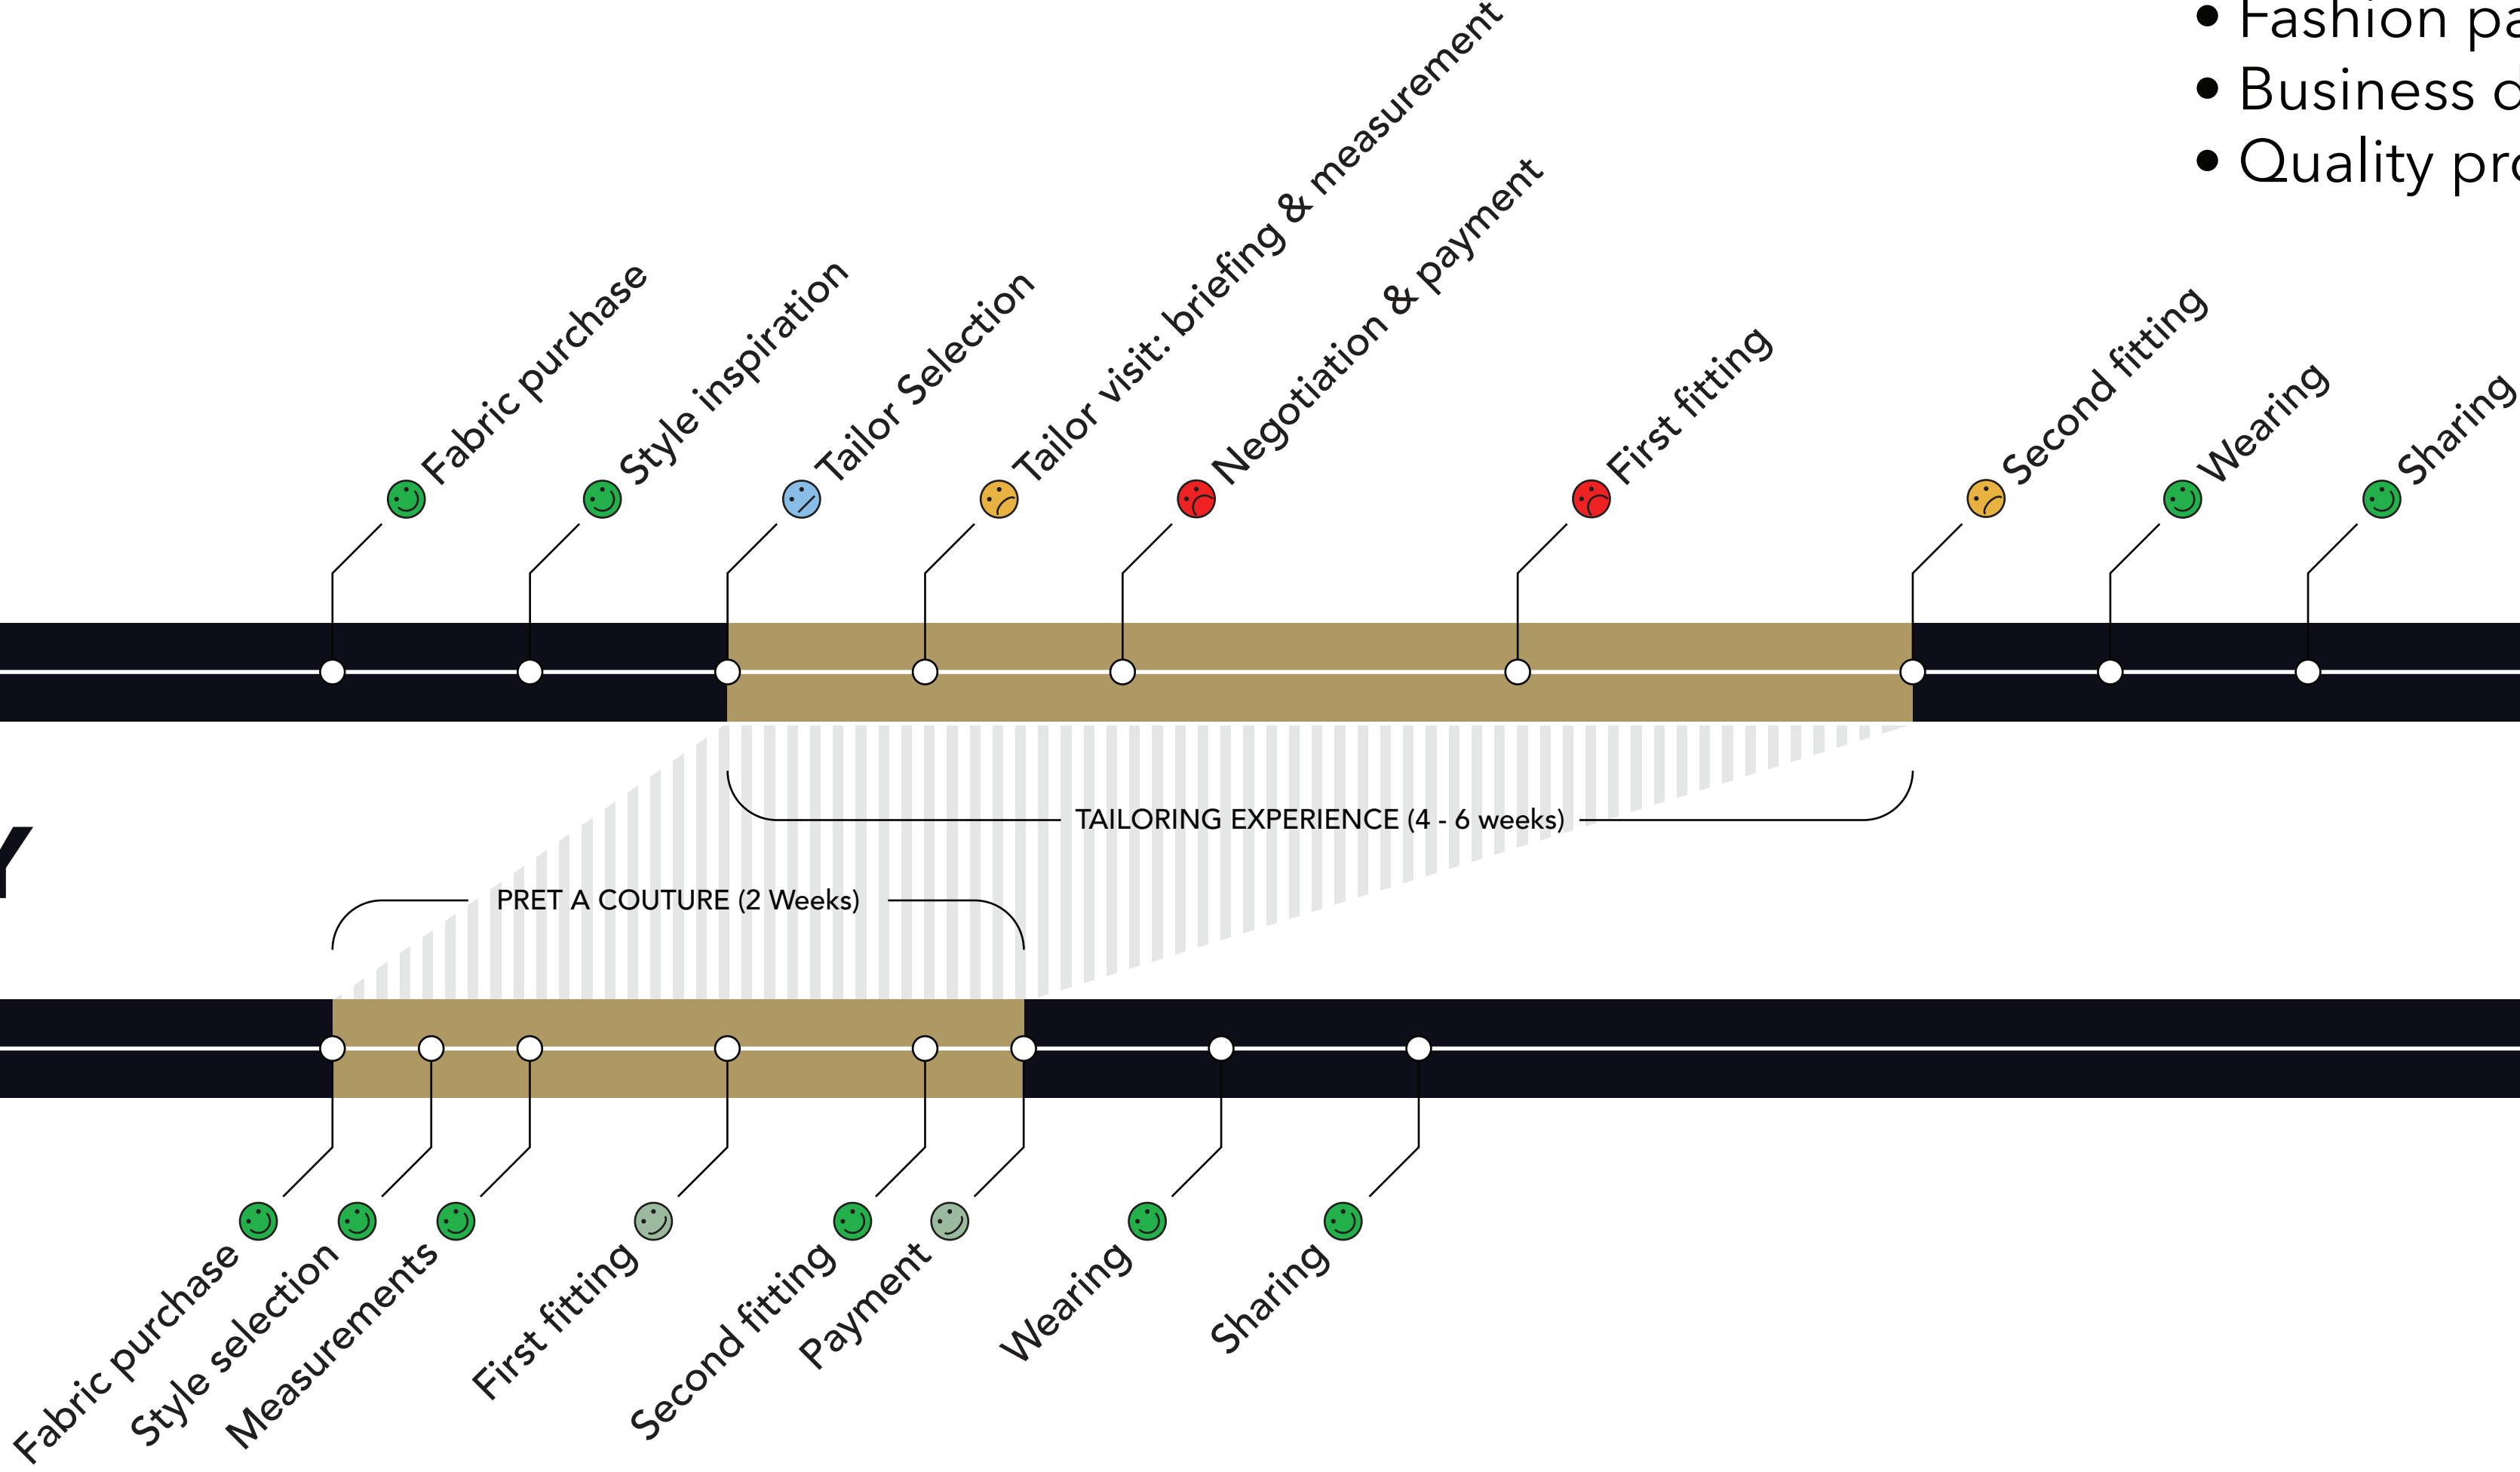 • Fashion pa
• Business d
• Quality pro
Fabric purchase
Style inspiration
Tailor Selection
Tailor visit: briefing & measurement
Negotiation & payment
First fitting
Second fitting
Wearing
Sharing
TAILORING EXPERIENCE (4 - 6 weeks)
Y
PRET A COUTURE (2 Weeks)
Fabric purchase
Style selection
Measurements
First fitting
Second fitting
Payment
Wearing
Sharing